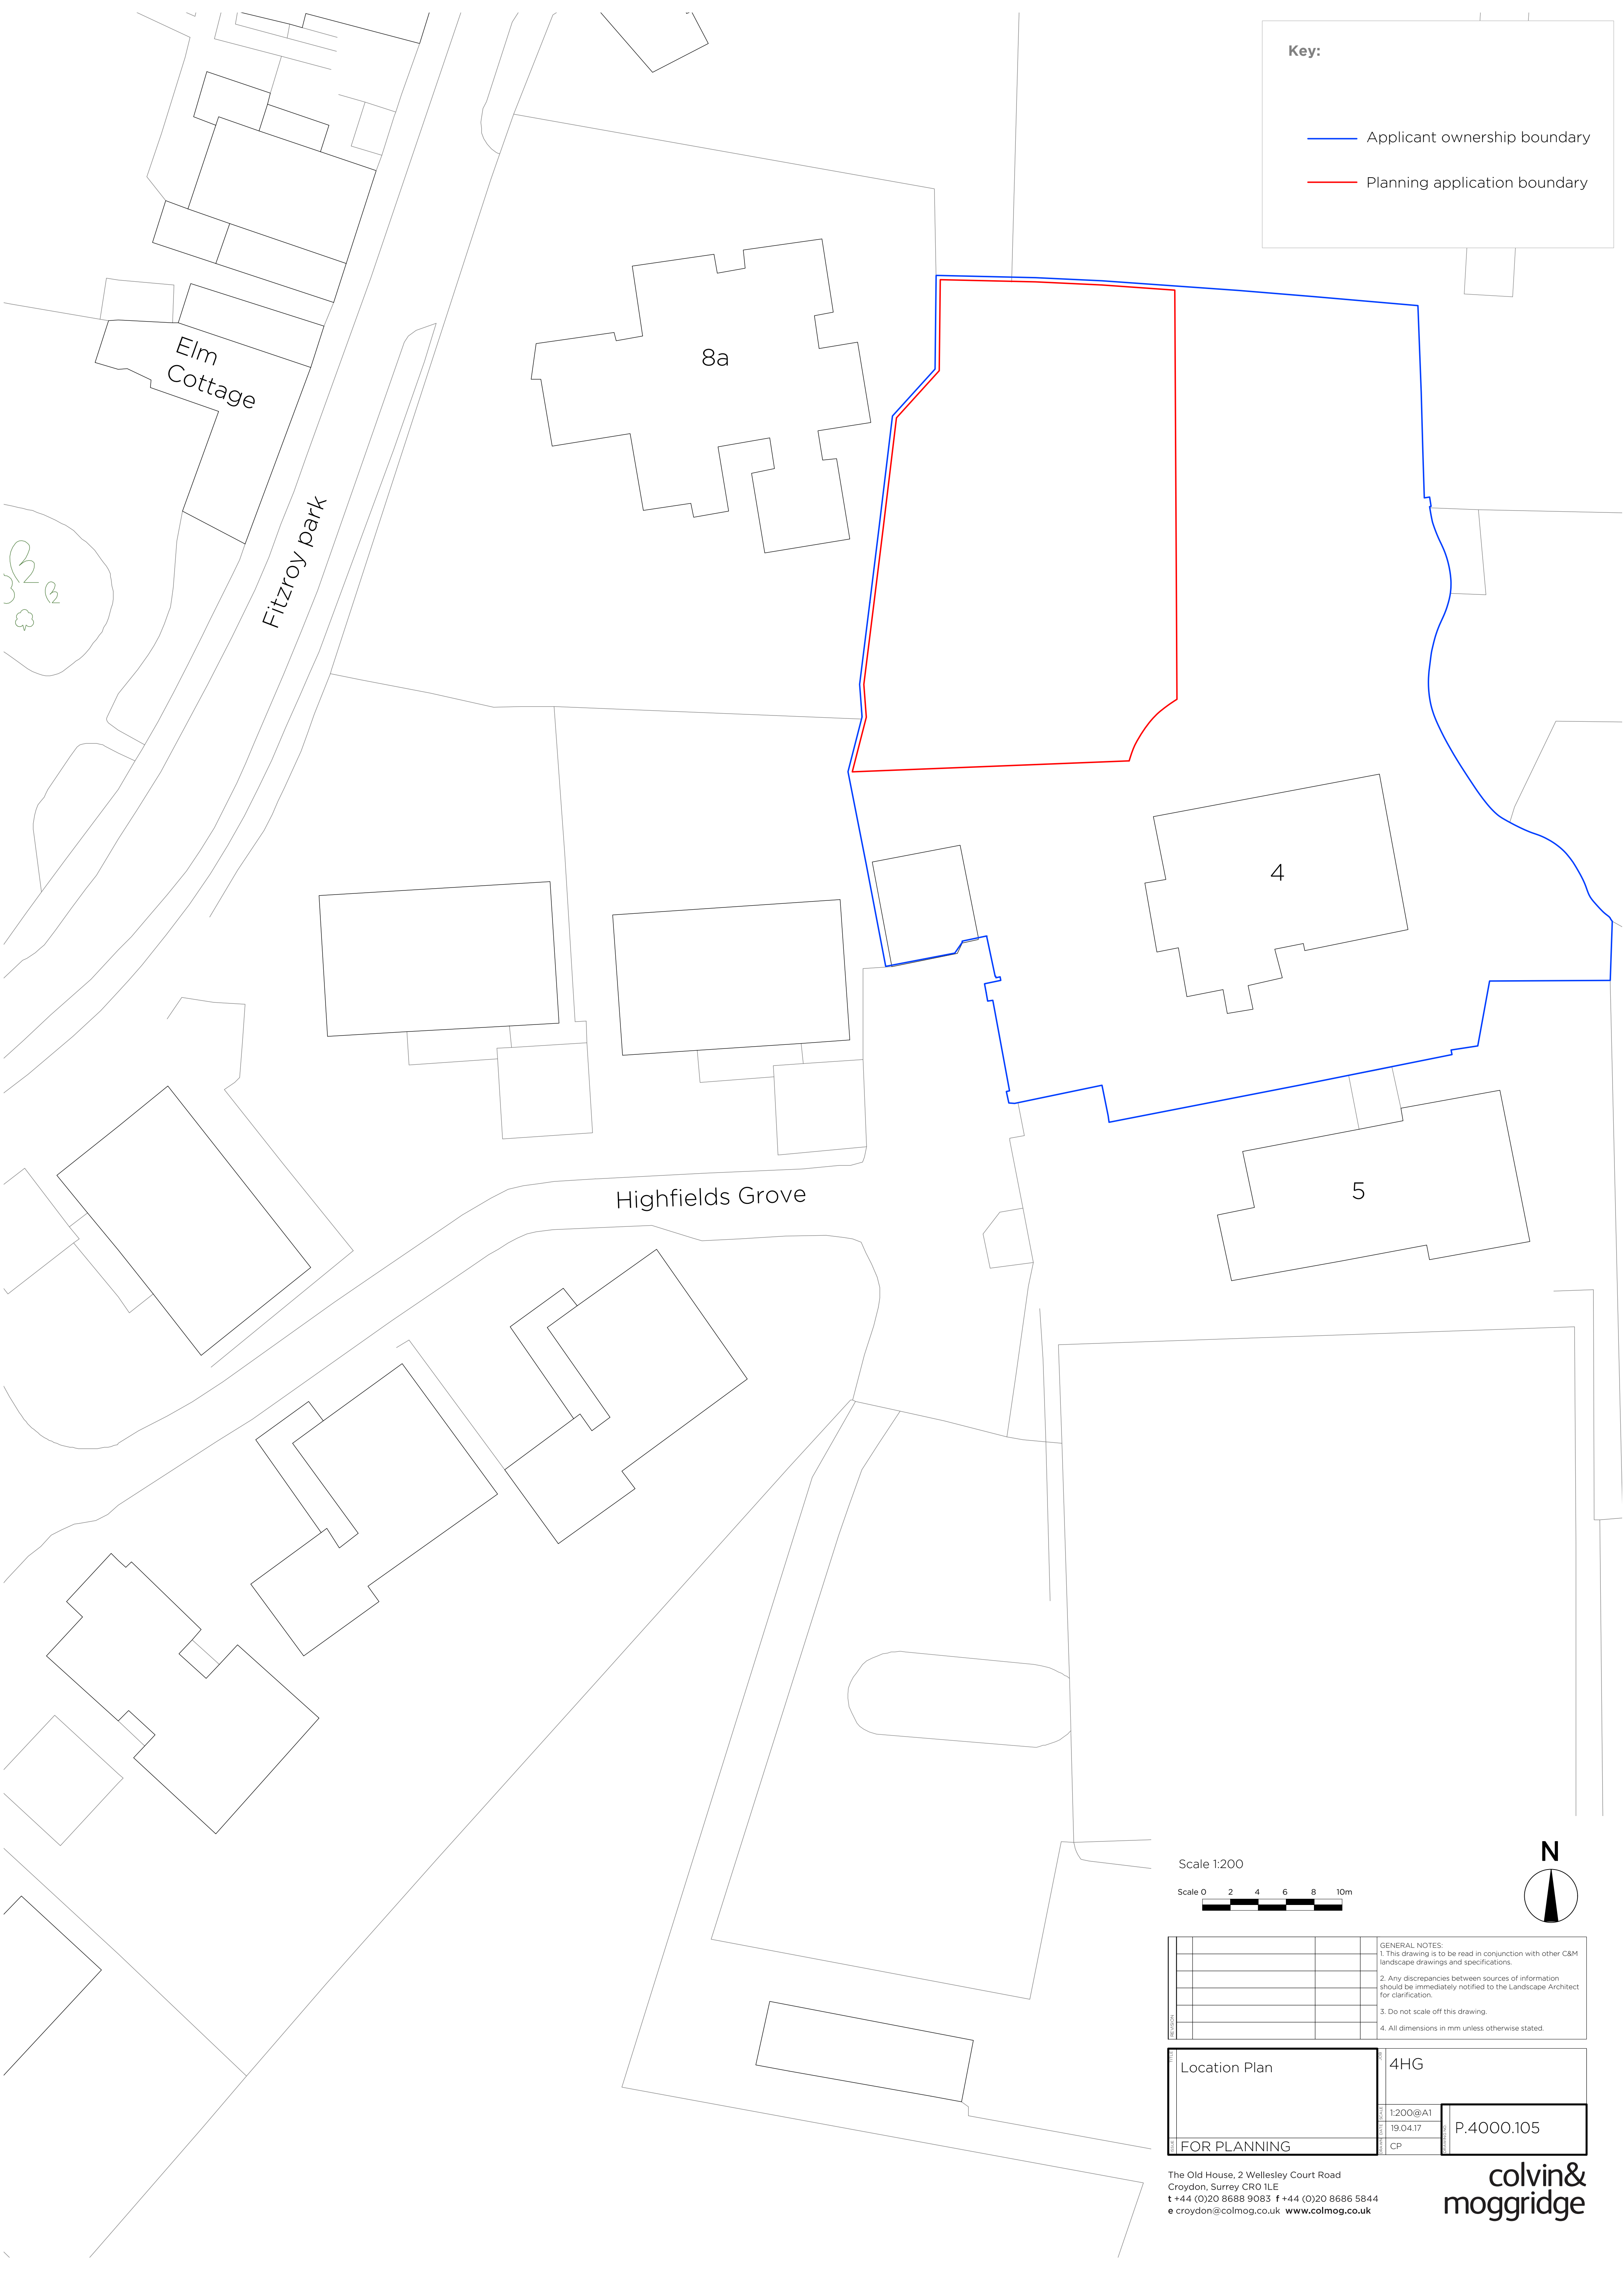 Key:
Applicant ownership boundary
Planning application boundary
8a
Elm
Cottage
Fitzroy park
4
Highfields Grove
5
Scale 1:200
N
Scale 0 2 4 6 8 10m
REVISION
GENERAL NOTES:
1. This drawing is to be read in conjunction with other C&M
landscape drawings and specifications.
2. Any discrepancies between sources of information
should be immediately notified to the Landscape Architect
for clarification.
3. Do not scale off this drawing.
4. All dimensions in mm unless otherwise stated.
TITLE
Location Plan
JOB
4HG
SCALE
1:200@A1
DATE
19.04.17
P.4000.105
ISSUE
FOR PLANNING
CP
The Old House, 2 Wellesley Court Road
Croydon, Surrey CR0 1LE
t +44 (0)20 8688 9083 f +44 (0)20 8686 5844
e croydon@colmog.co.uk www.colmog.co.uk
colvin&
moggridge